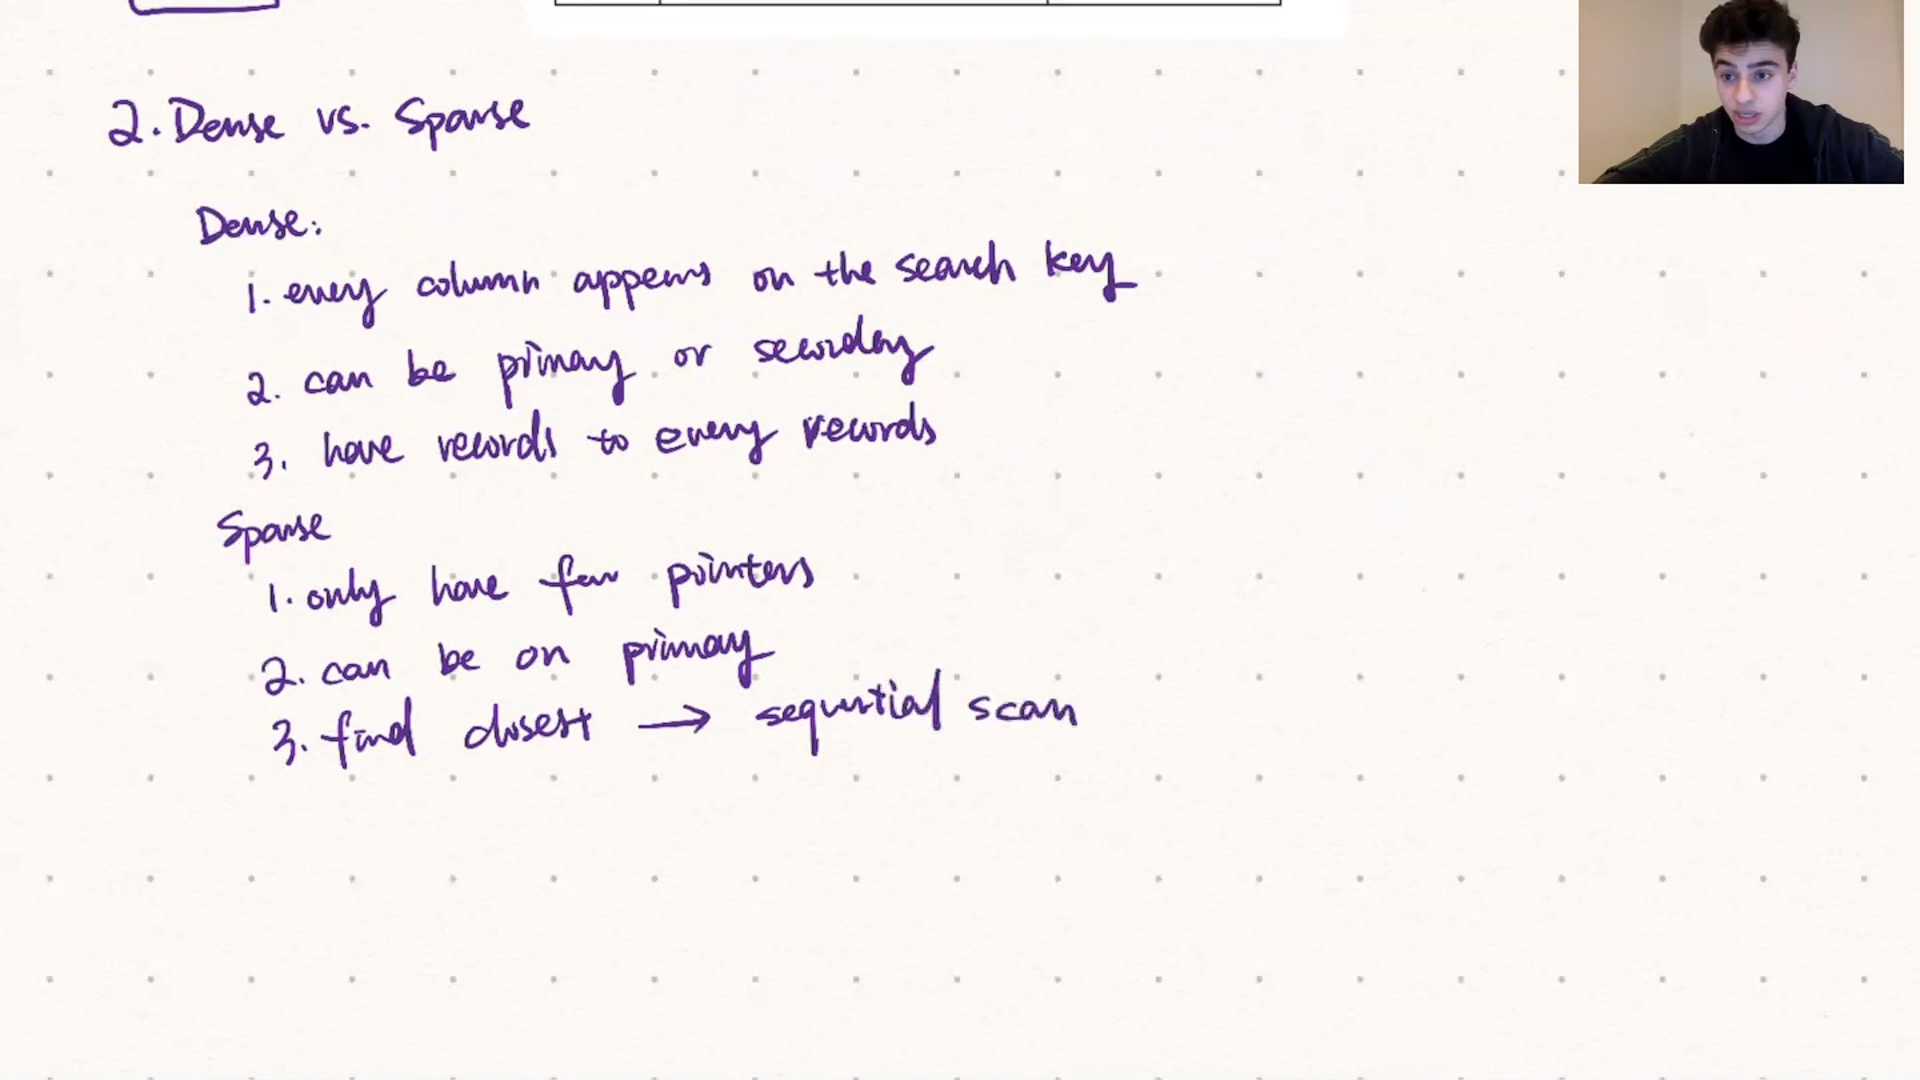 2. Dense vs. Sparse
Dense:
1. every column appears on the search key
2. can be primary or secondary
3. have records to every records
Sparse
1. only have few pointers
2. can be on primary
3. find closest → sequential scan